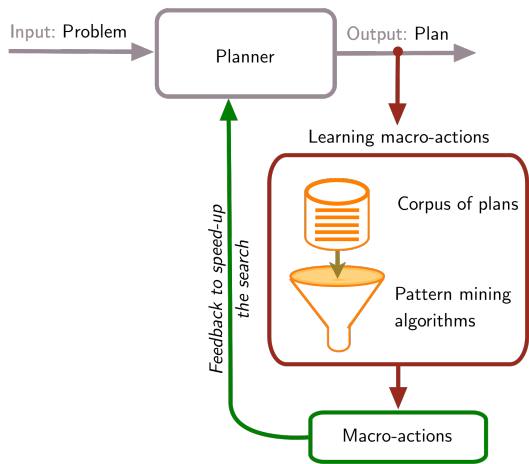 Input: Problem
Planner
Output: Plan
Learning macro-actions
Corpus of plans
Pattern mining
algorithms
Feedback to speed-up
the search
Macro-actions